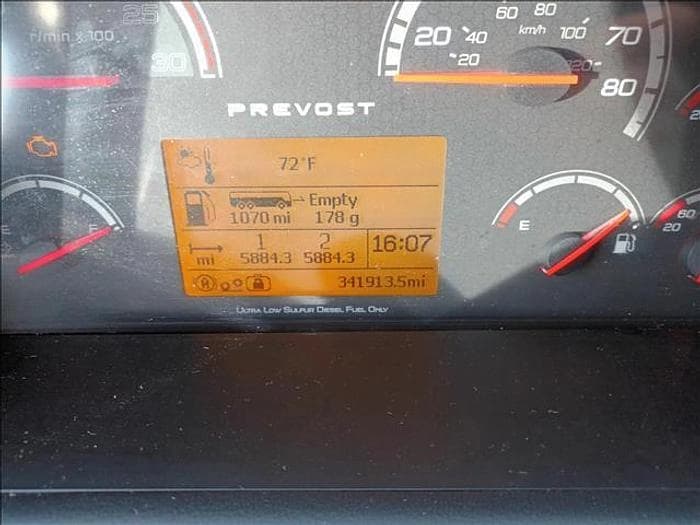 25
r/min x 100
30
60 80
km/h
20 40 100 70
20 120
80
PREVOST
72°F
Empty
1070 mi 178 g
1 2 16:07
mi 5884.3 5884.3
341913.5mi
E
F
E
60
20
ULTRA LOW SULFUR DIESEL FUEL ONLY